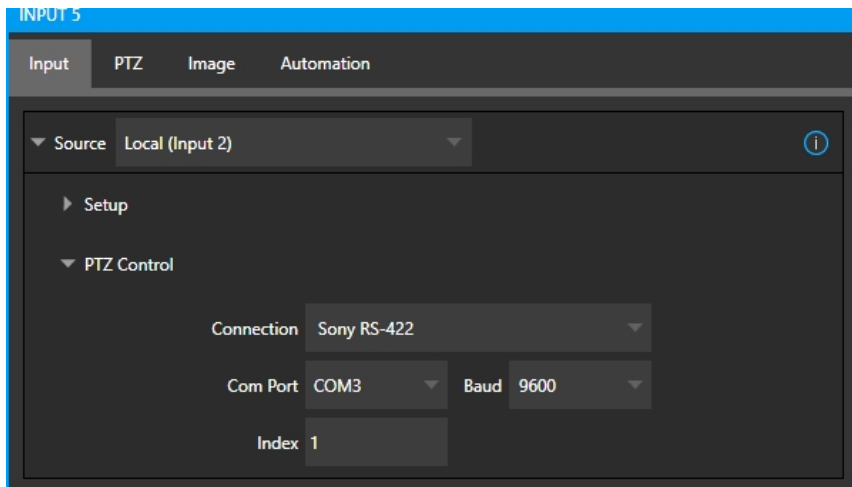 INPUT 5
Input PTZ Image Automation
Source Local (Input 2)
Setup
PTZ Control
Connection Sony RS-422
Com Port COM3 Baud 9600
Index 1